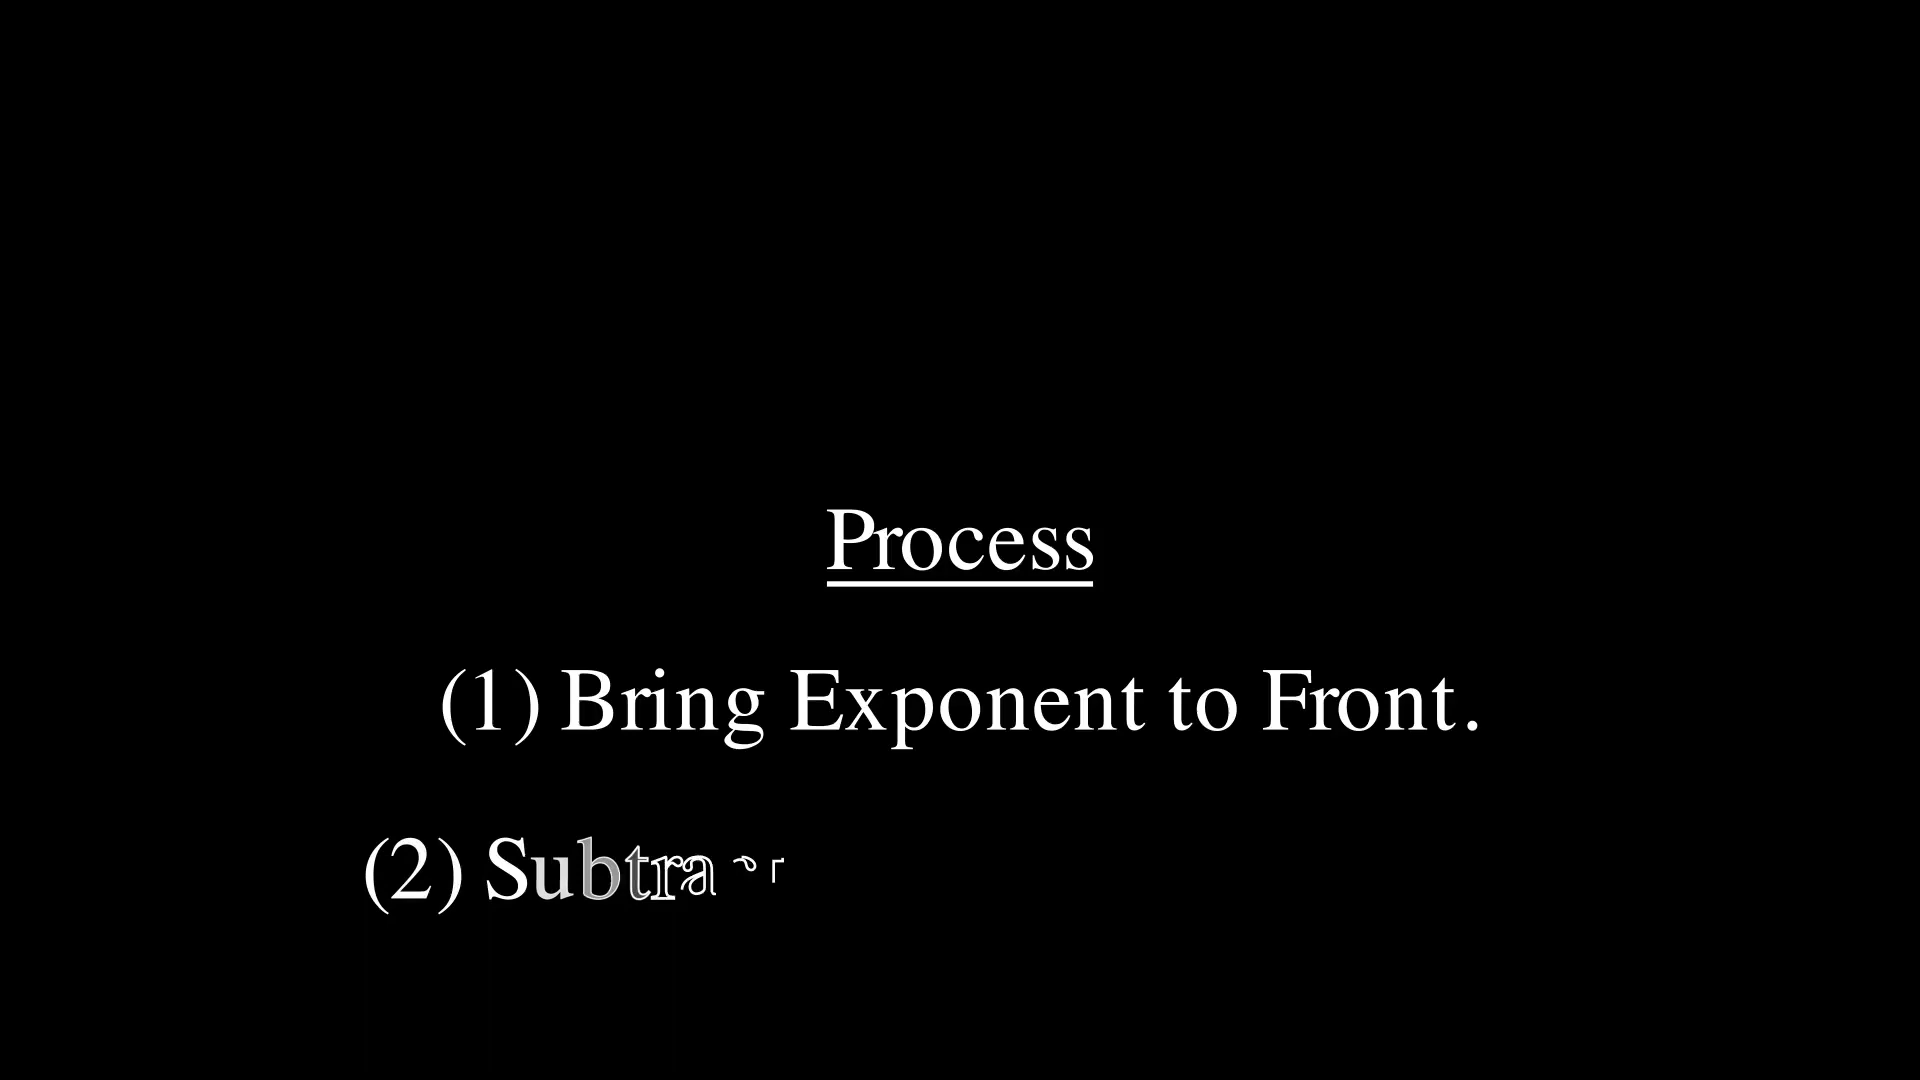 Process
(1) Bring Exponent to Front.
(2) Subtra